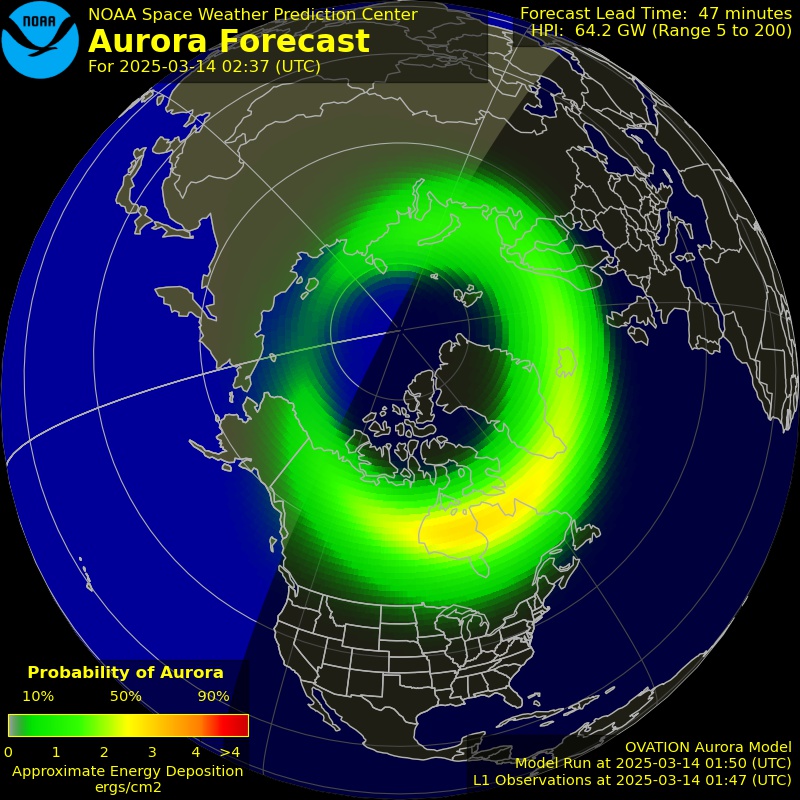 NOAA
NOAA Space Weather Prediction Center
Aurora Forecast
For 2025-03-14 02:37 (UTC)
Forecast Lead Time: 47 minutes
HPI: 64.2 GW (Range 5 to 200)
Probability of Aurora
10% 50% 90%
0 1 2 3 4 >4
Approximate Energy Deposition
ergs/cm2
OVATION Aurora Model
Model Run at 2025-03-14 01:50 (UTC)
L1 Observations at 2025-03-14 01:47 (UTC)